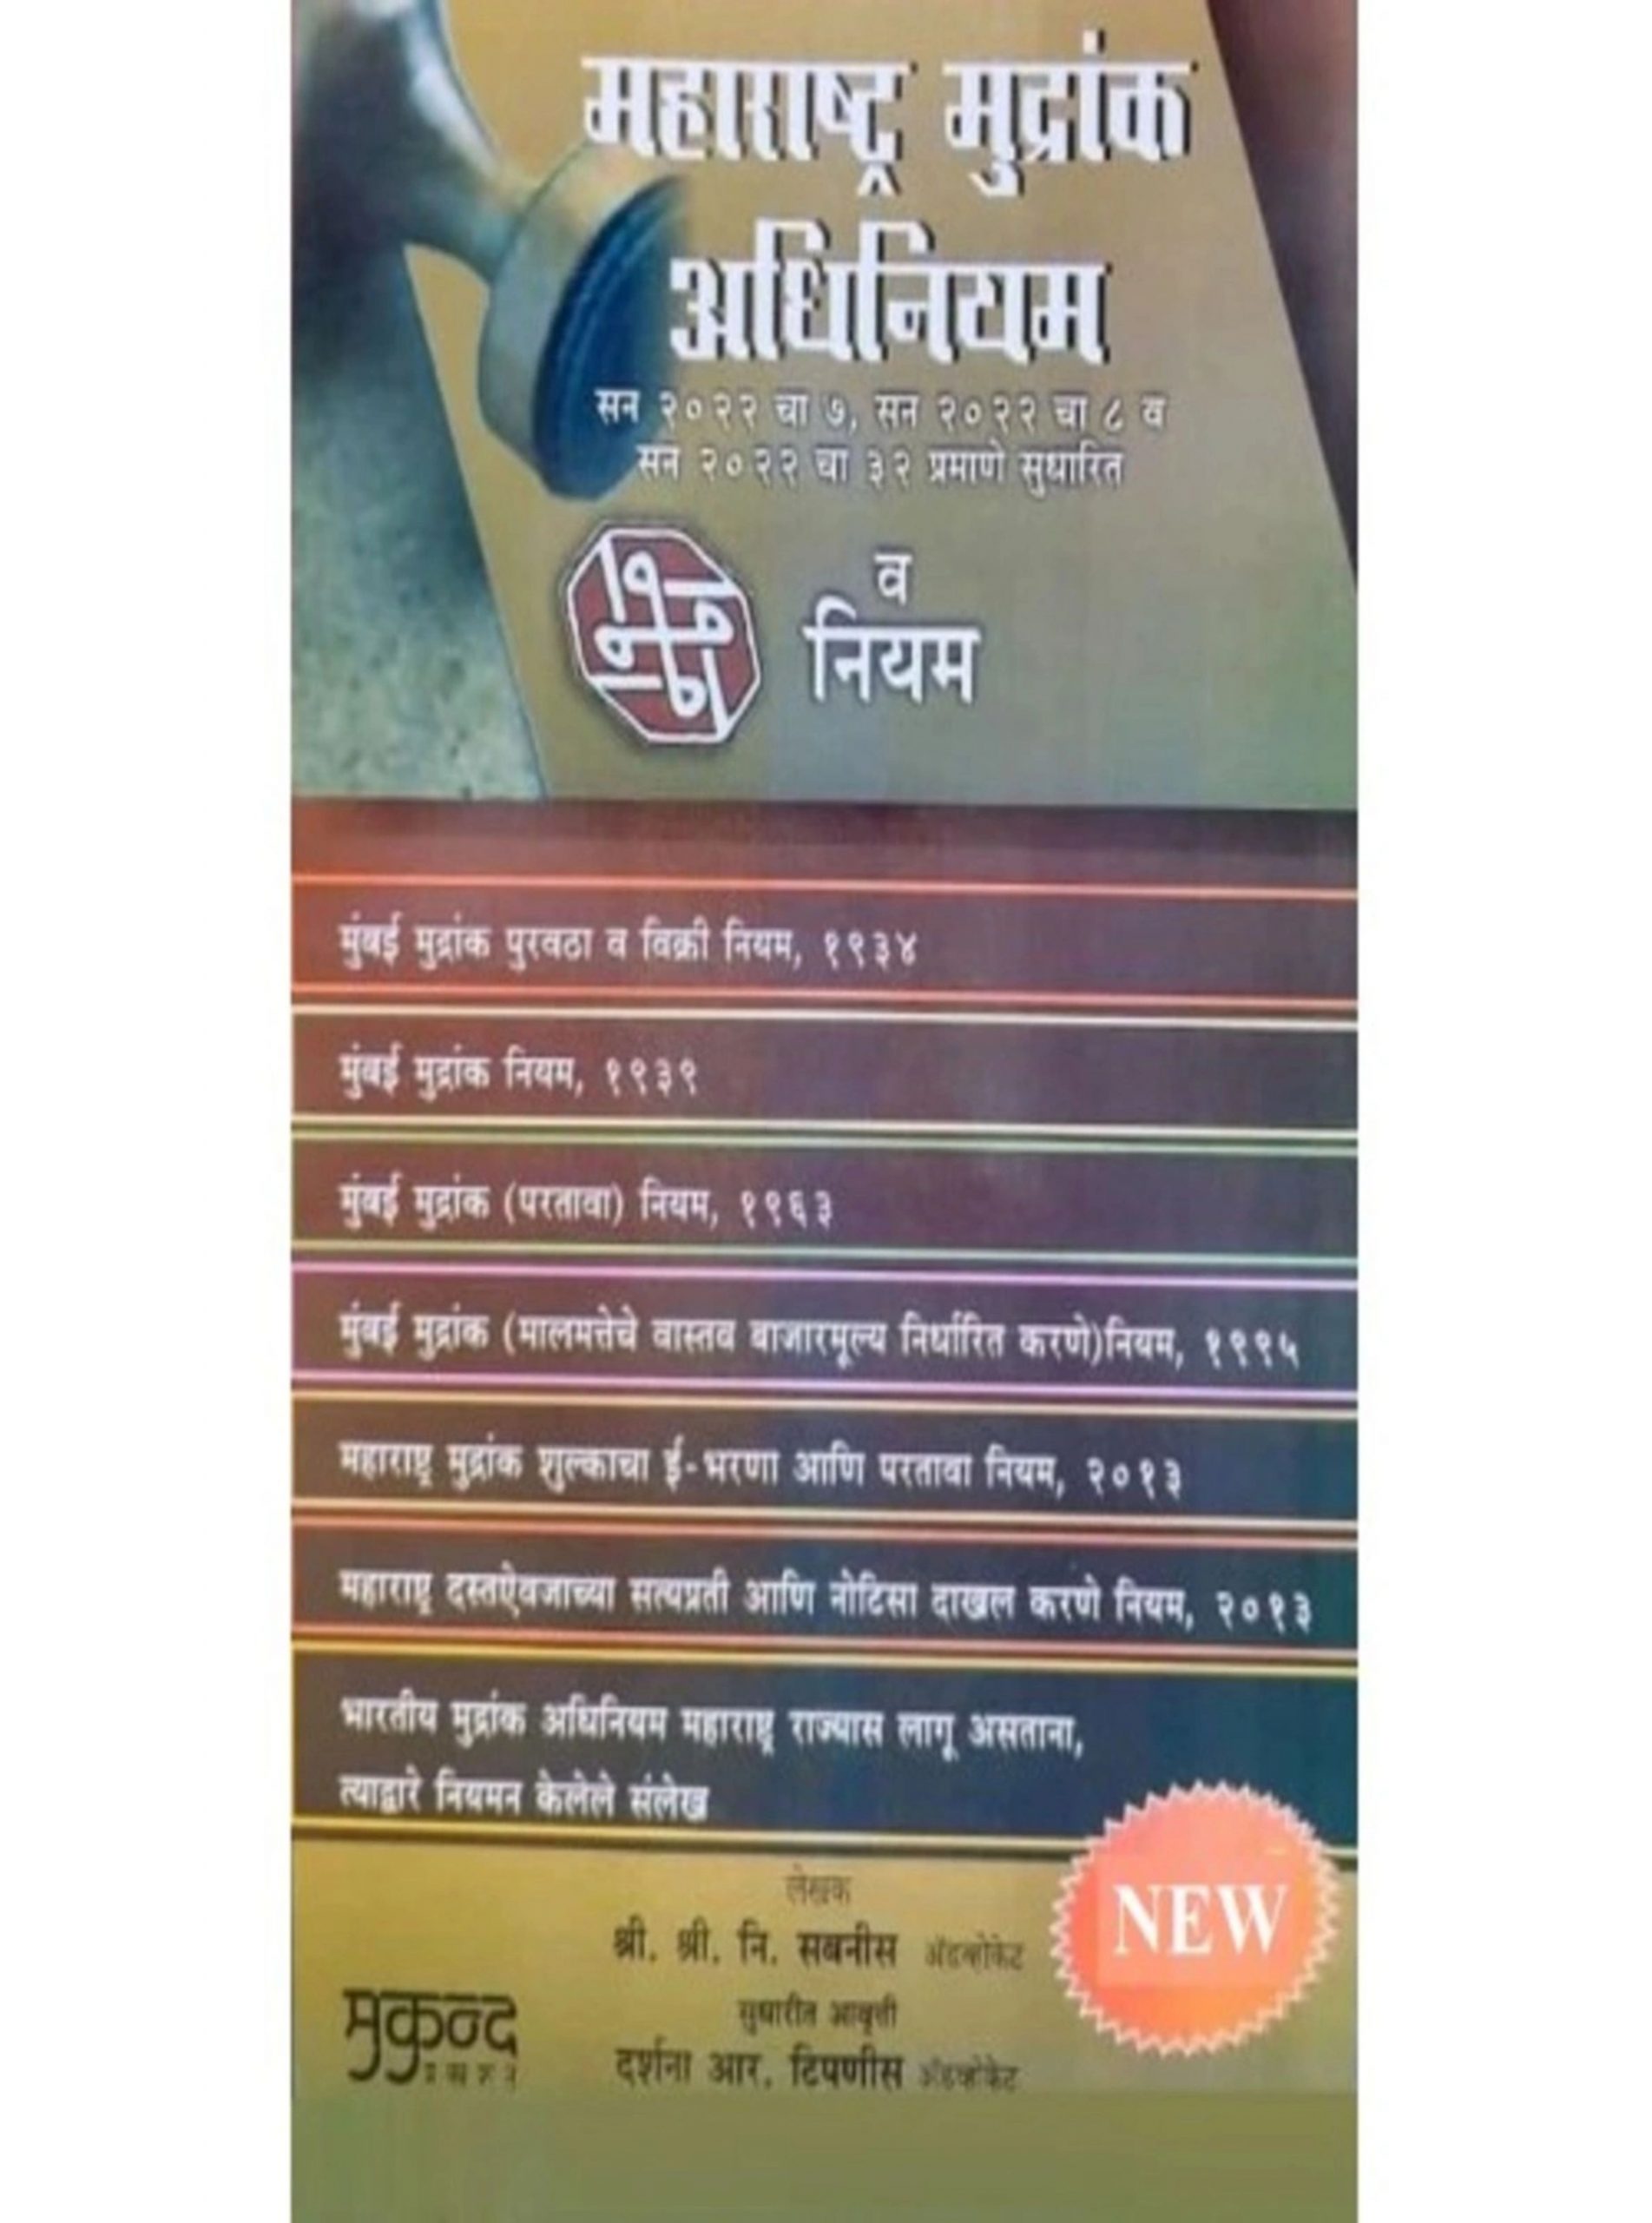 महाराष्ट्र मुद्रांक
अधिनियम
सन २०२२ चा ७, सन २०२२ चा ८ व
सन २०२२ चा ३२ प्रमाणे सुधारित
व
नियम
मुंबई मुद्रांक पुरवठा व विक्री नियम, १९३४
मुंबई मुद्रांक नियम, १९३९
मुंबई मुद्रांक (परतावा) नियम, १९६३
मुंबई मुद्रांक (मालमत्तेचे वास्तव बाजारमूल्य निर्धारित करणे)नियम, १९९५
महाराष्ट्र मुद्रांक शुल्काचा ई-भरणा आणि परतावा नियम, २०१३
महाराष्ट्र दस्तऐवजाच्या सत्यप्रती आणि नोटिसा दाखल करणे नियम, २०१३
भारतीय मुद्रांक अधिनियम महाराष्ट्र राज्यास लागू असताना,
त्याद्वारे नियमन केलेले संलेख
लेखक
श्री. श्री. नि. सबनीस ॲडव्होकेट
सुधारीत आवृत्ती
दर्शना आर. टिपणीस ॲडव्होकेट
NEW
मुकुन्द
प्रकाशन